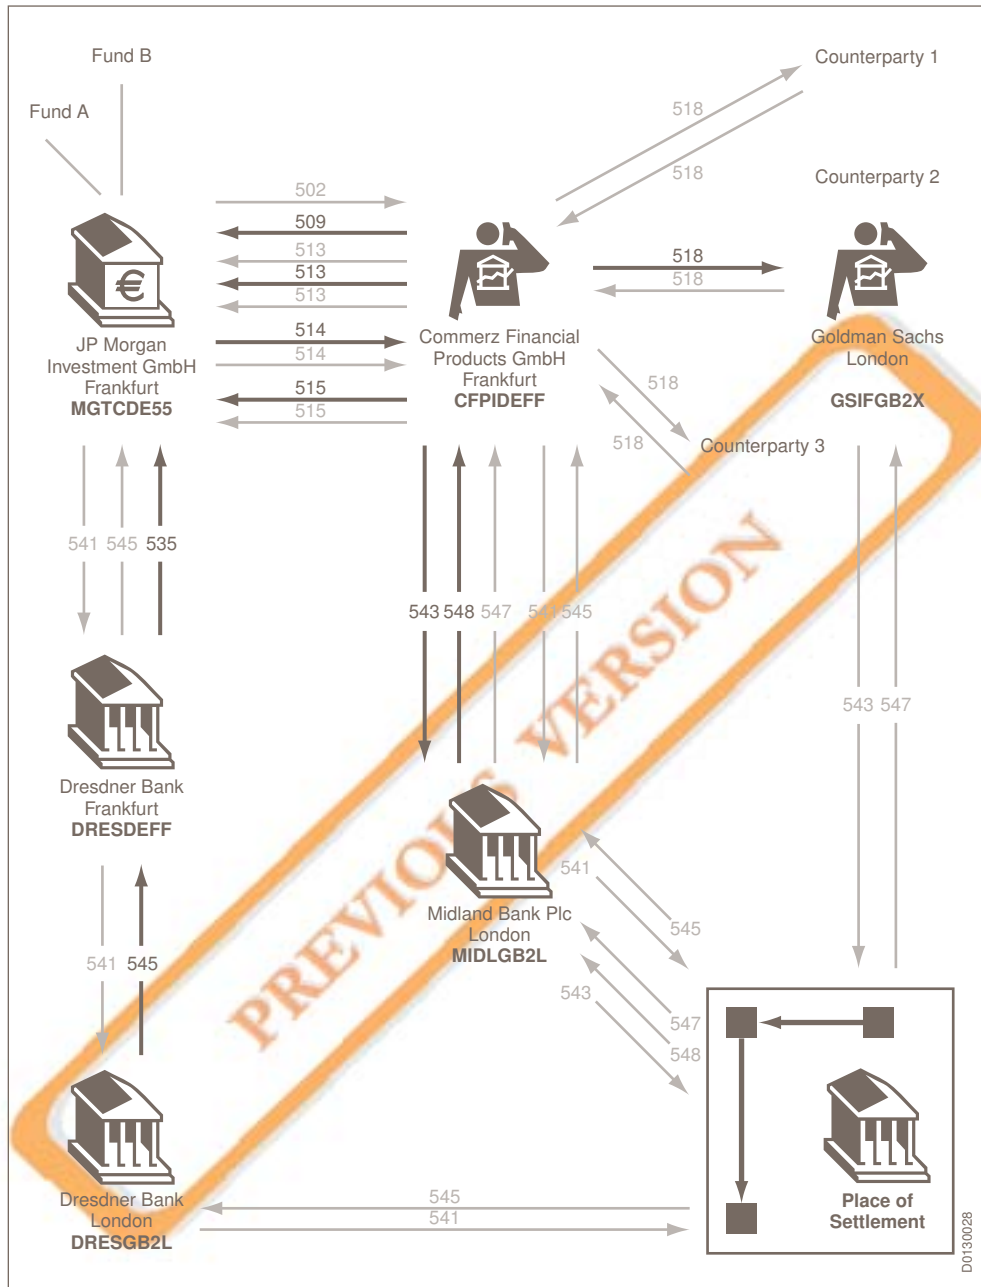 Fund B
Fund A
Counterparty 1
518
518
Counterparty 2
502
509
513
513
513
514
514
515
515
518
518
€
JP Morgan
Investment GmbH
Frankfurt
MGTCDE55
Commerz Financial
Products GmbH
Frankfurt
CFPIDEFF
Goldman Sachs
London
GSIFGB2X
518
518
Counterparty 3
541
545
535
543
548
547
541
545
543
547
PREVIOUS VERSION
Dresdner Bank
Frankfurt
DRESDEFF
Midland Bank Plc
London
MIDLGB2L
541
545
543
547
548
541
545
Dresdner Bank
London
DRESGB2L
545
541
Place of
Settlement
D0130028